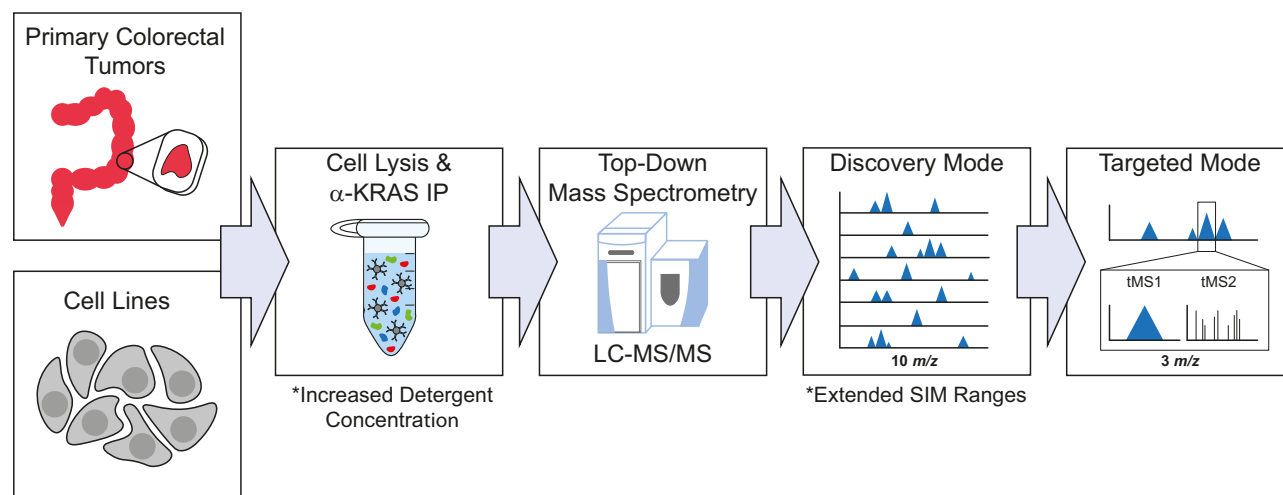 Primary Colorectal
Tumors
Cell Lines
Cell Lysis &
α-KRAS IP
*Increased Detergent
Concentration
Top-Down
Mass Spectrometry
LC-MS/MS
Discovery Mode
10 m/z
*Extended SIM Ranges
Targeted Mode
tMS1
tMS2
3 m/z